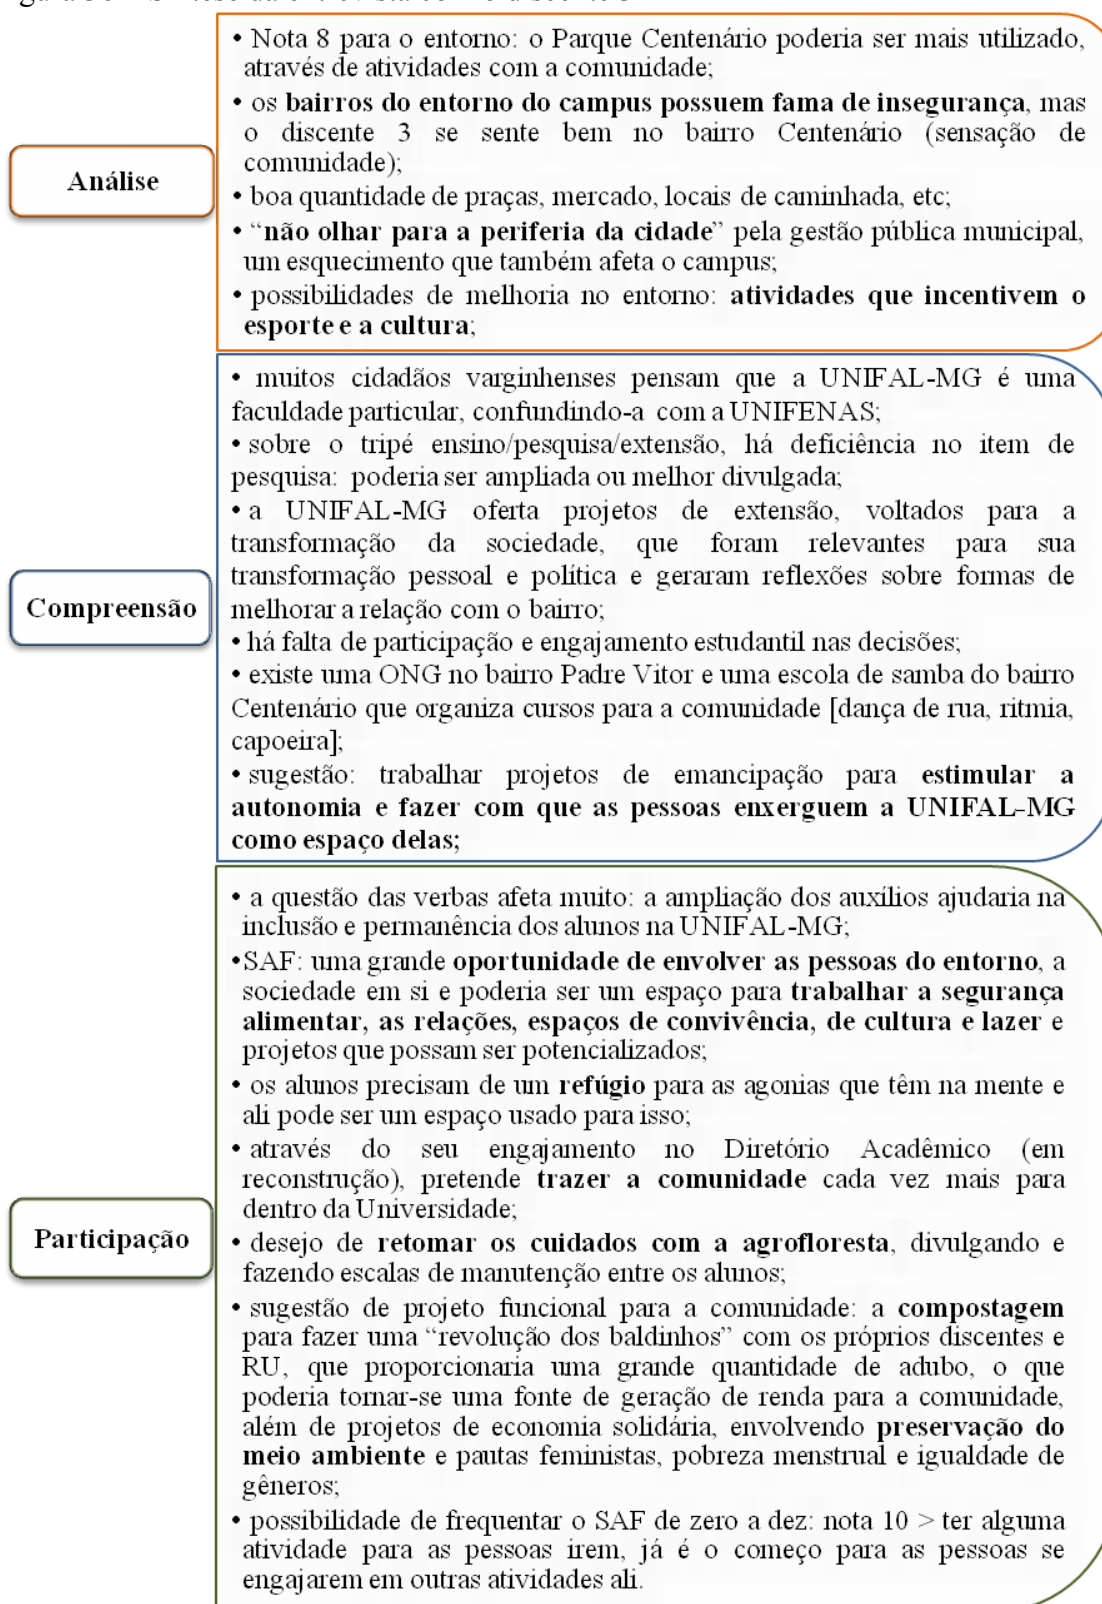 Análise
• Nota 8 para o entorno: o Parque Centenário poderia ser mais utilizado,
através de atividades com a comunidade;
• os bairros do entorno do campus possuem fama de insegurança, mas
o discente 3 se sente bem no bairro Centenário (sensação de
comunidade);
• boa quantidade de praças, mercado, locais de caminhada, etc;
• “não olhar para a periferia da cidade” pela gestão pública municipal,
um esquecimento que também afeta o campus;
• possibilidades de melhoria no entorno: atividades que incentivem o
esporte e a cultura;
Compreensão
• muitos cidadãos varginhenses pensam que a UNIFAL-MG é uma
faculdade particular, confundindo-a com a UNIFENAS;
• sobre o tripé ensino/pesquisa/extensão, há deficiência no item de
pesquisa: poderia ser ampliada ou melhor divulgada;
• a UNIFAL-MG oferta projetos de extensão, voltados para a
transformação da sociedade, que foram relevantes para sua
transformação pessoal e política e geraram reflexões sobre formas de
melhorar a relação com o bairro;
• há falta de participação e engajamento estudantil nas decisões;
• existe uma ONG no bairro Padre Vitor e uma escola de samba do bairro
Centenário que organiza cursos para a comunidade [dança de rua, ritmia,
capoeira];
• sugestão: trabalhar projetos de emancipação para estimular a
autonomia e fazer com que as pessoas enxerguem a UNIFAL-MG
como espaço delas;
Participação
• a questão das verbas afeta muito: a ampliação dos auxílios ajudaria na
inclusão e permanência dos alunos na UNIFAL-MG;
•SAF: uma grande oportunidade de envolver as pessoas do entorno, a
sociedade em si e poderia ser um espaço para trabalhar a segurança
alimentar, as relações, espaços de convivência, de cultura e lazer e
projetos que possam ser potencializados;
• os alunos precisam de um refúgio para as agonias que têm na mente e
ali pode ser um espaço usado para isso;
• através do seu engajamento no Diretório Acadêmico (em
reconstrução), pretende trazer a comunidade cada vez mais para
dentro da Universidade;
• desejo de retomar os cuidados com a agrofloresta, divulgando e
fazendo escalas de manutenção entre os alunos;
• sugestão de projeto funcional para a comunidade: a compostagem
para fazer uma “revolução dos baldinhos” com os próprios discentes e
RU, que proporcionaria uma grande quantidade de adubo, o que
poderia tornar-se uma fonte de geração de renda para a comunidade,
além de projetos de economia solidária, envolvendo preservação do
meio ambiente e pautas feministas, pobreza menstrual e igualdade de
gêneros;
• possibilidade de frequentar o SAF de zero a dez: nota 10 > ter alguma
atividade para as pessoas irem, já é o começo para as pessoas se
engajarem em outras atividades ali.